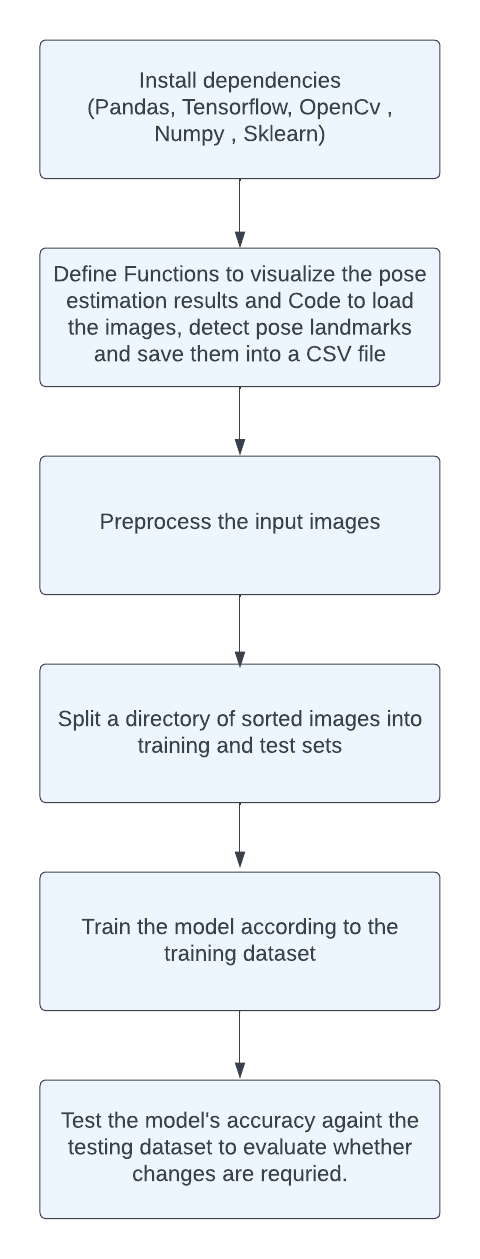 Install dependencies
(Pandas, Tensorflow, OpenCv ,
Numpy , Sklearn)
Define Functions to visualize the pose
estimation results and Code to load
the images, detect pose landmarks
and save them into a CSV file
Preprocess the input images
Split a directory of sorted images into
training and test sets
Train the model according to the
training dataset
Test the model's accuracy againt the
testing dataset to evaluate whether
changes are requried.